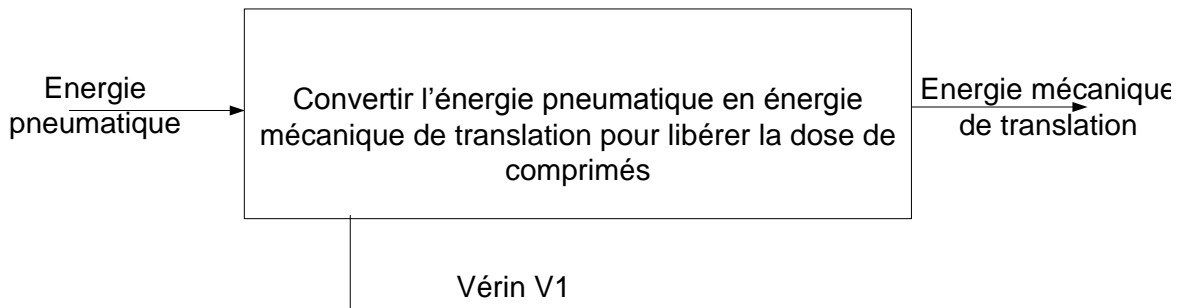 Energie
pneumatique
Convertir l’énergie pneumatique en énergie
mécanique de translation pour libérer la dose de
comprimés
Energie mécanique
de translation
Vérin V1